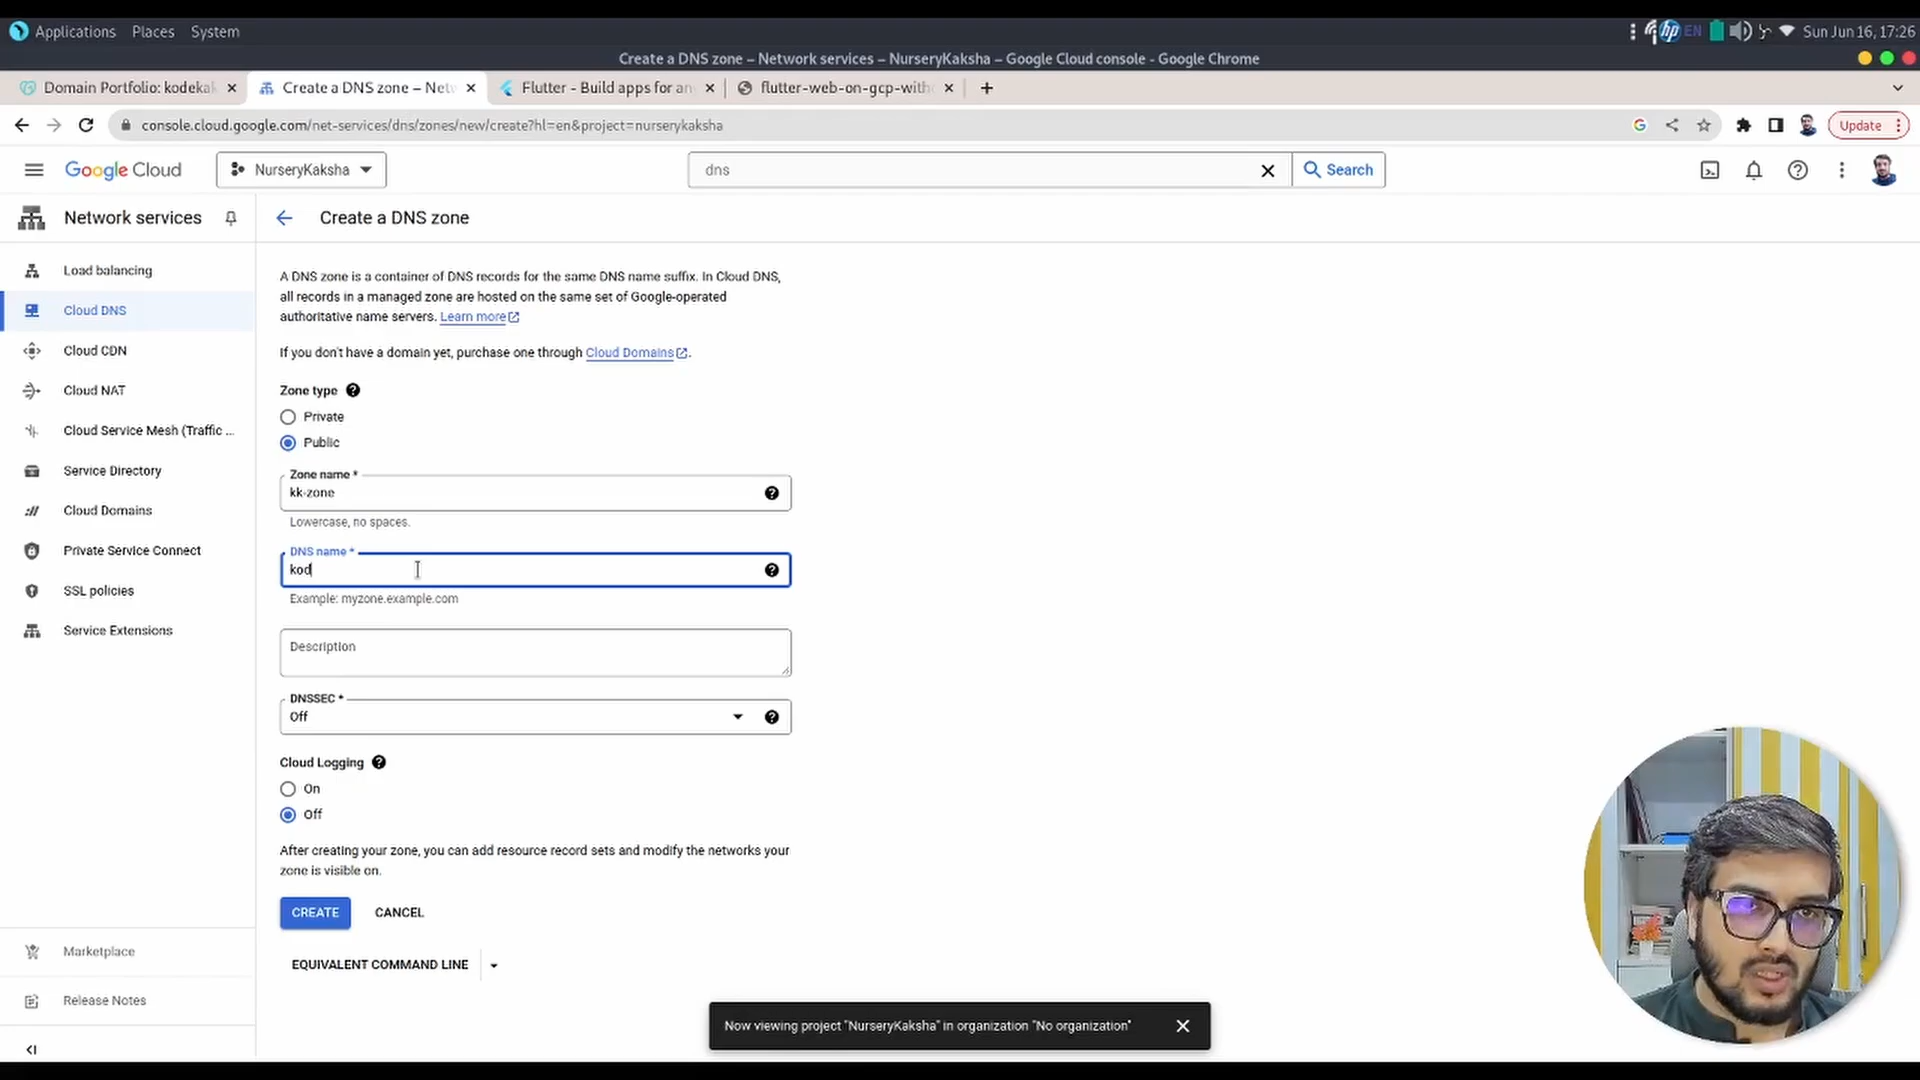 Applications Places System
EN Sun Jun 16, 17:26
Create a DNS zone – Network services – NurseryKaksha – Google Cloud console - Google Chrome
Domain Portfolio: kodeka
Create a DNS zone – Netw
Flutter - Build apps for an
flutter-web-on-gcp-with
console.cloud.google.com/net-services/dns/zones/new/create?hl=en&project=nurserykaksha
Update
Google Cloud
NurseryKaksha
dns
Search
Network services
Create a DNS zone
Load balancing
Cloud DNS
Cloud CDN
Cloud NAT
Cloud Service Mesh (Traffic ...
Service Directory
Cloud Domains
Private Service Connect
SSL policies
Service Extensions
Marketplace
Release Notes
A DNS zone is a container of DNS records for the same DNS name suffix. In Cloud DNS,
all records in a managed zone are hosted on the same set of Google-operated
authoritative name servers. Learn more
If you don't have a domain yet, purchase one through Cloud Domains.
Zone type
Private
Public
Zone name *
kk-zone
Lowercase, no spaces.
DNS name *
kod
Example: myzone.example.com
Description
DNSSEC *
Off
Cloud Logging
On
Off
After creating your zone, you can add resource record sets and modify the networks your
zone is visible on.
CREATE CANCEL
EQUIVALENT COMMAND LINE
Now viewing project "NurseryKaksha" in organization "No organization"